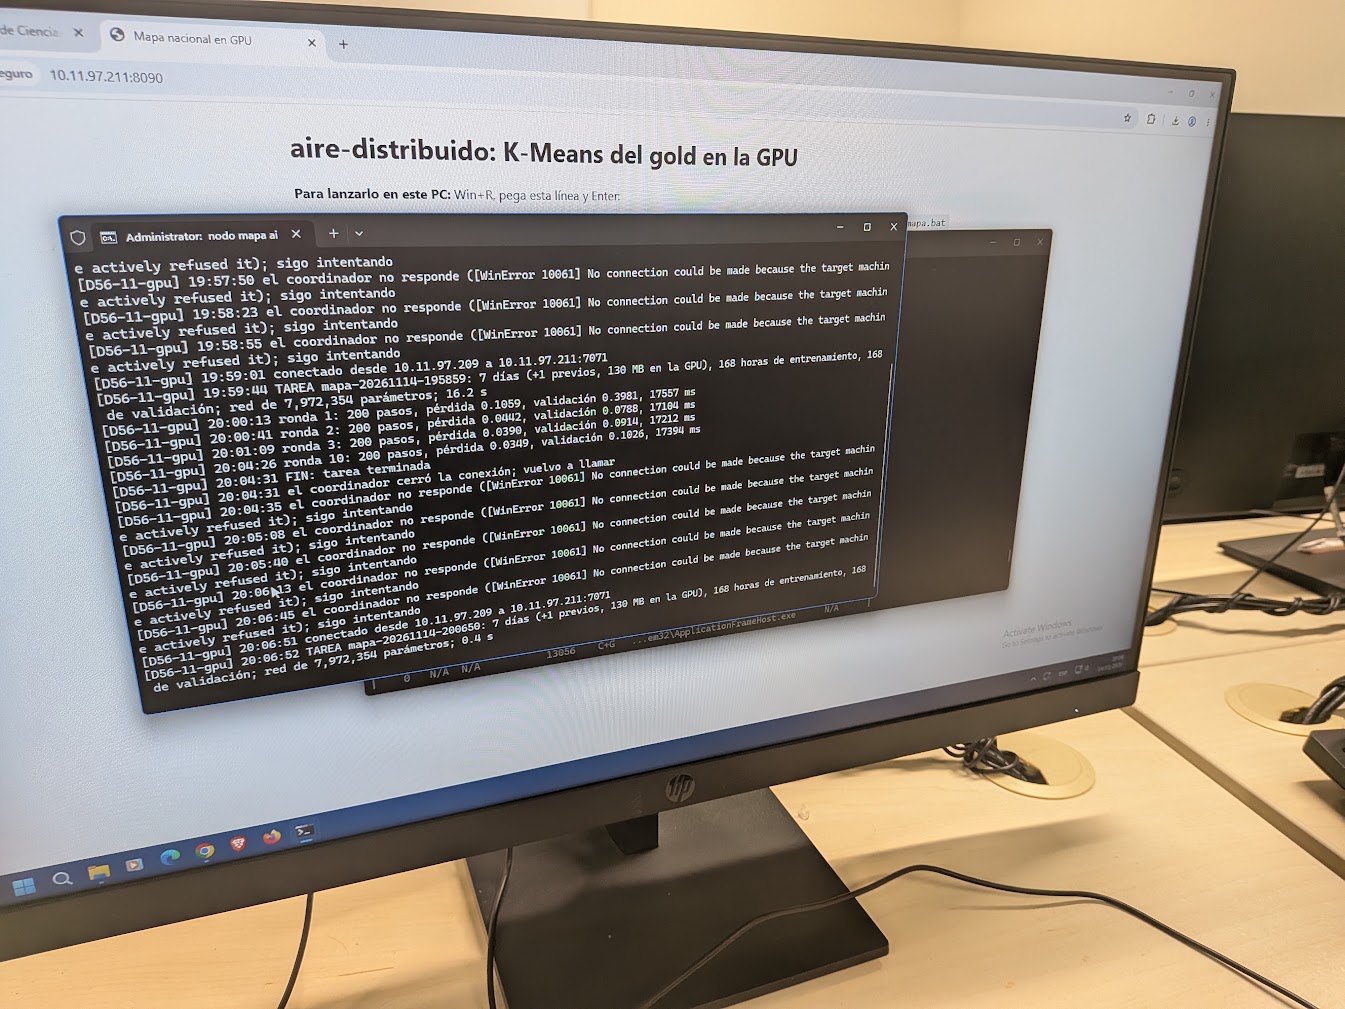 de Ciencia
Mapa nacional en GPU
eguro 10.11.97.211:8090
aire-distribuido: K-Means del gold en la GPU
Para lanzarlo en este PC: Win+R, pega esta línea y Enter:
mapa.bat
Administrator: nodo mapa ai
e actively refused it); sigo intentando
[D56-11-gpu] 19:57:50 el coordinador no responde ([WinError 10061] No connection could be made because the target machin
e actively refused it); sigo intentando
[D56-11-gpu] 19:58:23 el coordinador no responde ([WinError 10061] No connection could be made because the target machin
e actively refused it); sigo intentando
[D56-11-gpu] 19:58:55 el coordinador no responde ([WinError 10061] No connection could be made because the target machin
e actively refused it); sigo intentando
[D56-11-gpu] 19:59:01 conectado desde 10.11.97.209 a 10.11.97.211:7071
[D56-11-gpu] 19:59:44 TAREA mapa-20261114-195859: 7 días (+1 previos, 130 MB en la GPU), 168 horas de entrenamiento, 168
de validación; red de 7,972,354 parámetros; 16.2 s
[D56-11-gpu] 20:00:13 ronda 1: 200 pasos, pérdida 0.1059, validación 0.3981, 17557 ms
[D56-11-gpu] 20:00:41 ronda 2: 200 pasos, pérdida 0.0442, validación 0.0788, 17104 ms
[D56-11-gpu] 20:01:09 ronda 3: 200 pasos, pérdida 0.0390, validación 0.0914, 17212 ms
[D56-11-gpu] 20:04:26 ronda 10: 200 pasos, pérdida 0.0349, validación 0.1026, 17394 ms
[D56-11-gpu] 20:04:31 FIN: tarea terminada
[D56-11-gpu] 20:04:31 el coordinador cerró la conexión; vuelvo a llamar
[D56-11-gpu] 20:04:35 el coordinador no responde ([WinError 10061] No connection could be made because the target machin
e actively refused it); sigo intentando
[D56-11-gpu] 20:05:08 el coordinador no responde ([WinError 10061] No connection could be made because the target machin
e actively refused it); sigo intentando
[D56-11-gpu] 20:05:40 el coordinador no responde ([WinError 10061] No connection could be made because the target machin
e actively refused it); sigo intentando
[D56-11-gpu] 20:06:13 el coordinador no responde ([WinError 10061] No connection could be made because the target machin
e actively refused it); sigo intentando
[D56-11-gpu] 20:06:45 el coordinador no responde ([WinError 10061] No connection could be made because the target machin
e actively refused it); sigo intentando
[D56-11-gpu] 20:06:51 conectado desde 10.11.97.209 a 10.11.97.211:7071
[D56-11-gpu] 20:06:52 TAREA mapa-20261114-200650: 7 días (+1 previos, 130 MB en la GPU), 168 horas de entrenamiento, 168
de validación; red de 7,972,354 parámetros; 0.4 s
0 N/A N/A 13056 C+G ...em32\ApplicationFrameHost.exe N/A
Activate Windows
Go to Settings to activate Windows.
hp